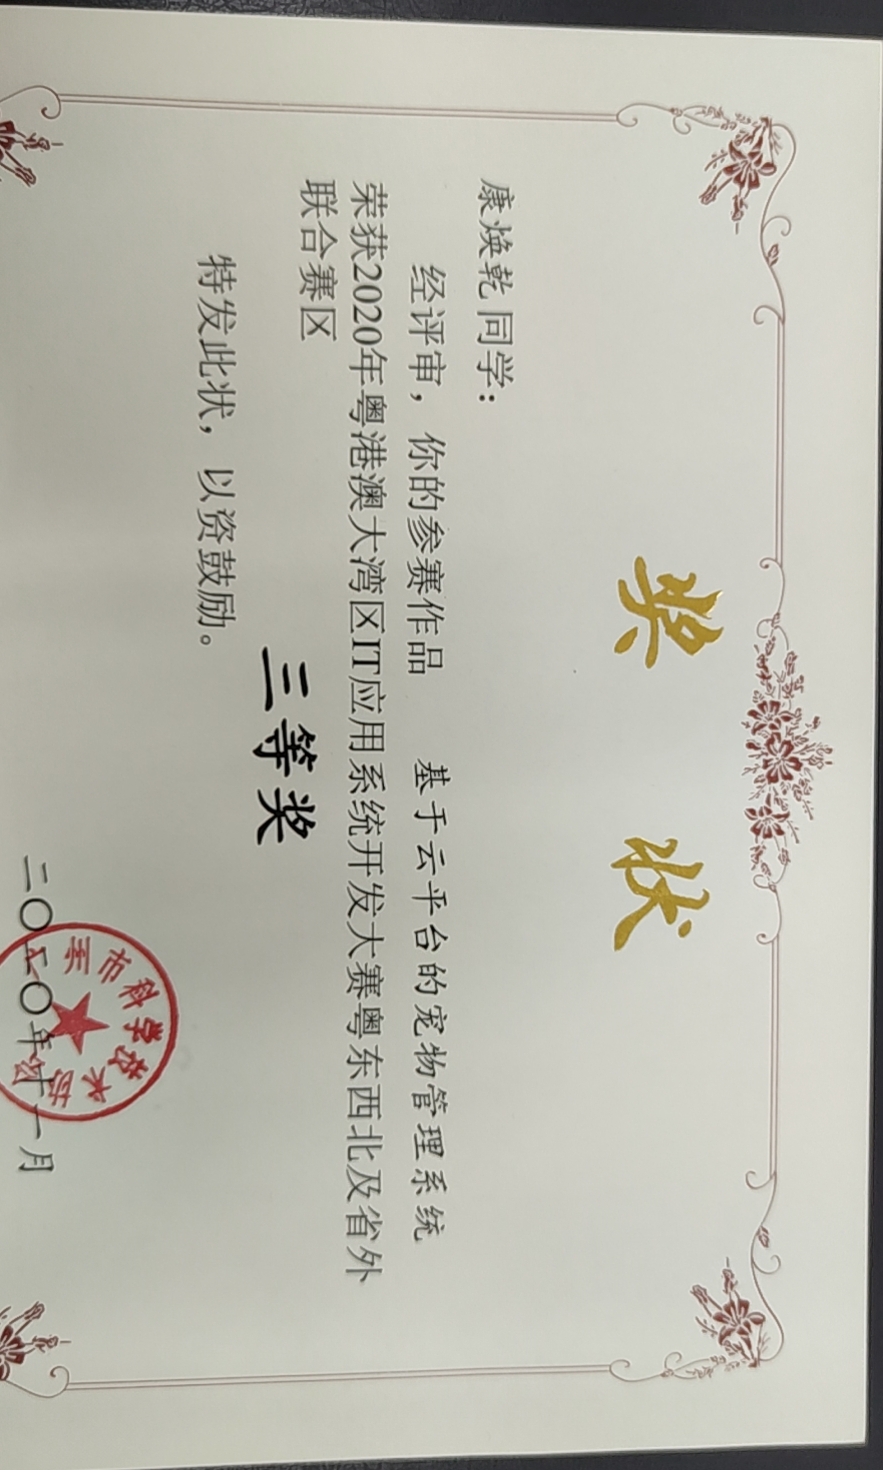 奖 状
康焕乾 同学：
经评审，你的参赛作品 基于云平台的宠物管理系统
荣获2020年粤港澳大湾区IT应用系统开发大赛粤东西北及省外
联合赛区
三等奖
特发此状，以资鼓励。
广州市科学技术协会
二〇二〇年十一月